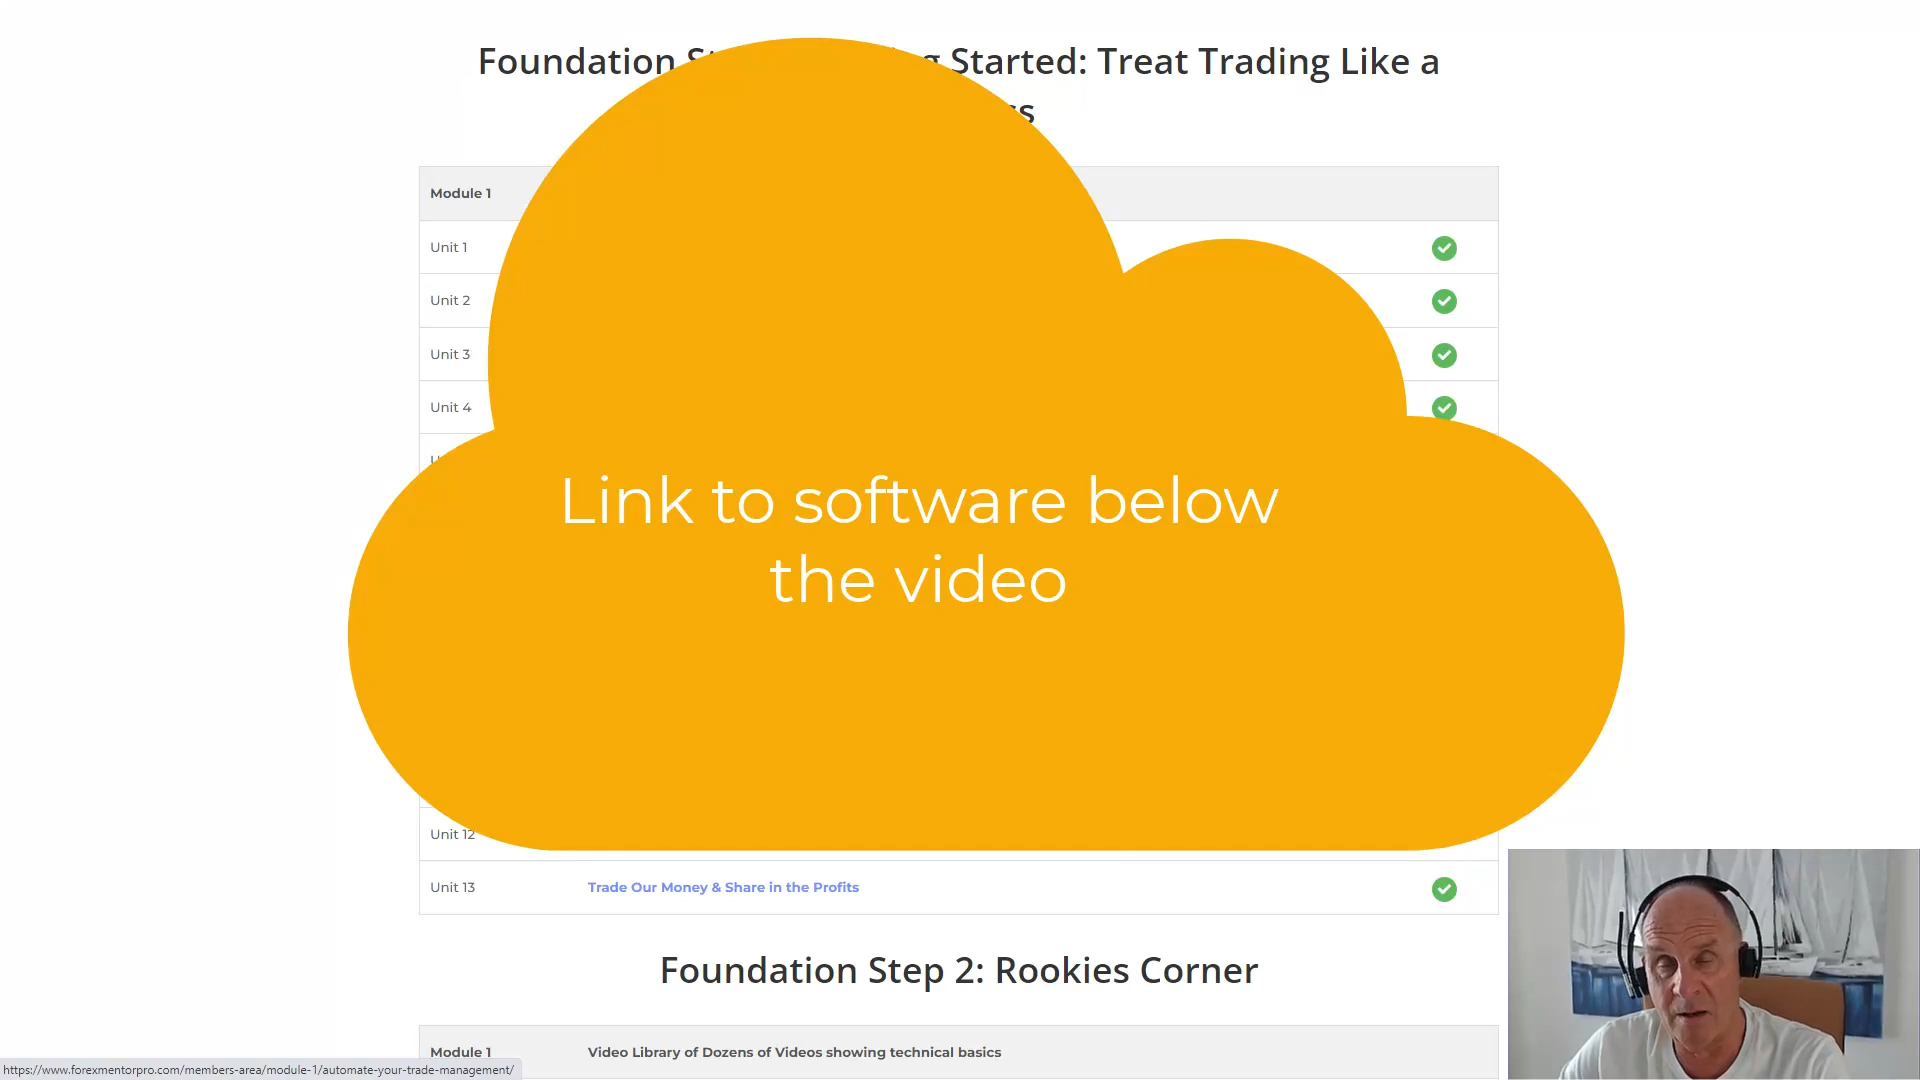 Foundation Started: Treat Trading Like a
Module 1
Unit 1
Unit 2
Unit 3
Unit 4
Link to software below
the video
Unit 12
Unit 13 Trade Our Money & Share in the Profits
Foundation Step 2: Rookies Corner
Module 1 Video Library of Dozens of Videos showing technical basics
https://www.forexmentorpro.com/members-area/module-1/automate-your-trade-management/